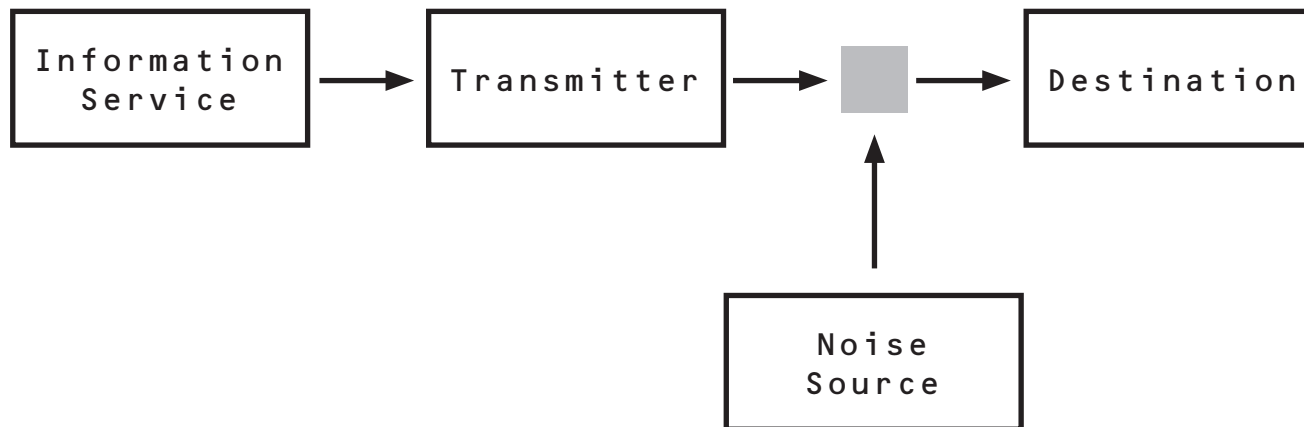 Information
Service
Transmitter
Destination
Noise
Source